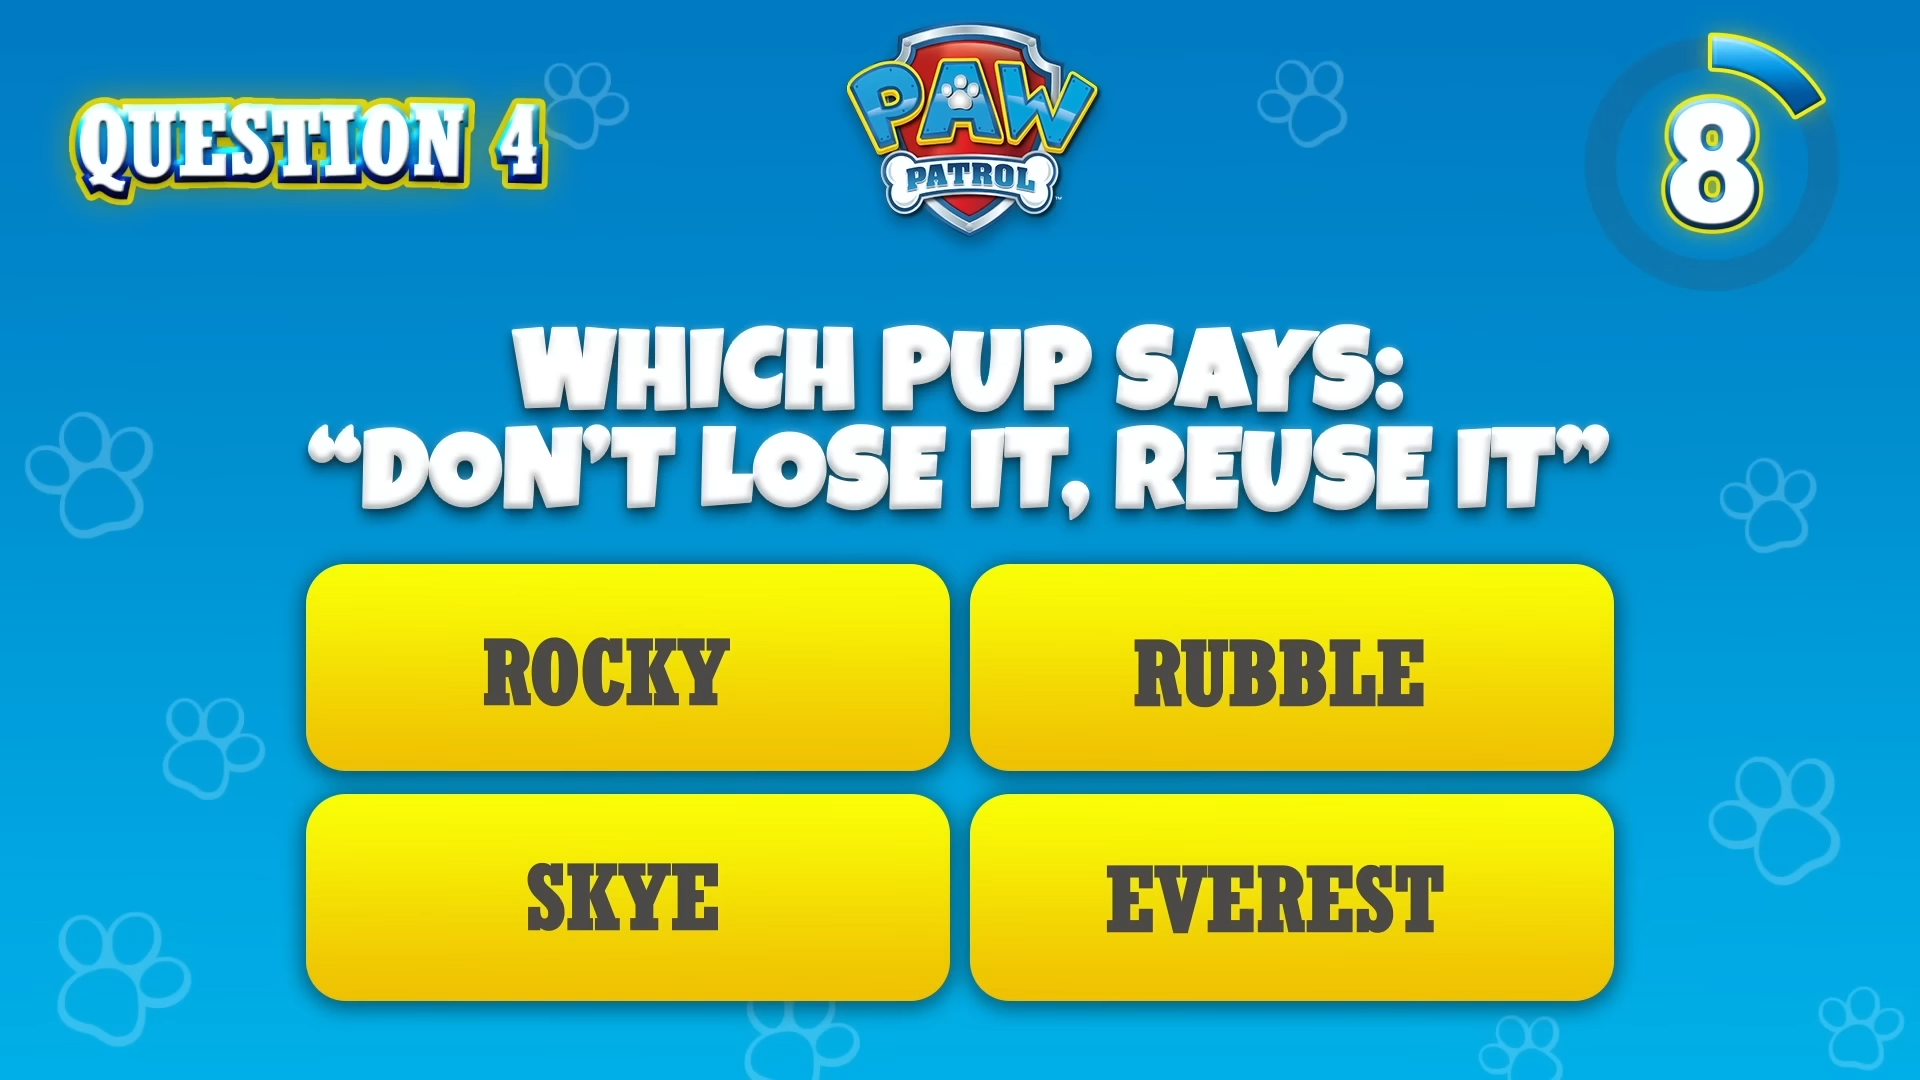 PAW
PATROL
QUESTION 4
8
WHICH PUP SAYS:
“DON’T LOSE IT, REUSE IT”
ROCKY
RUBBLE
SKYE
EVEREST